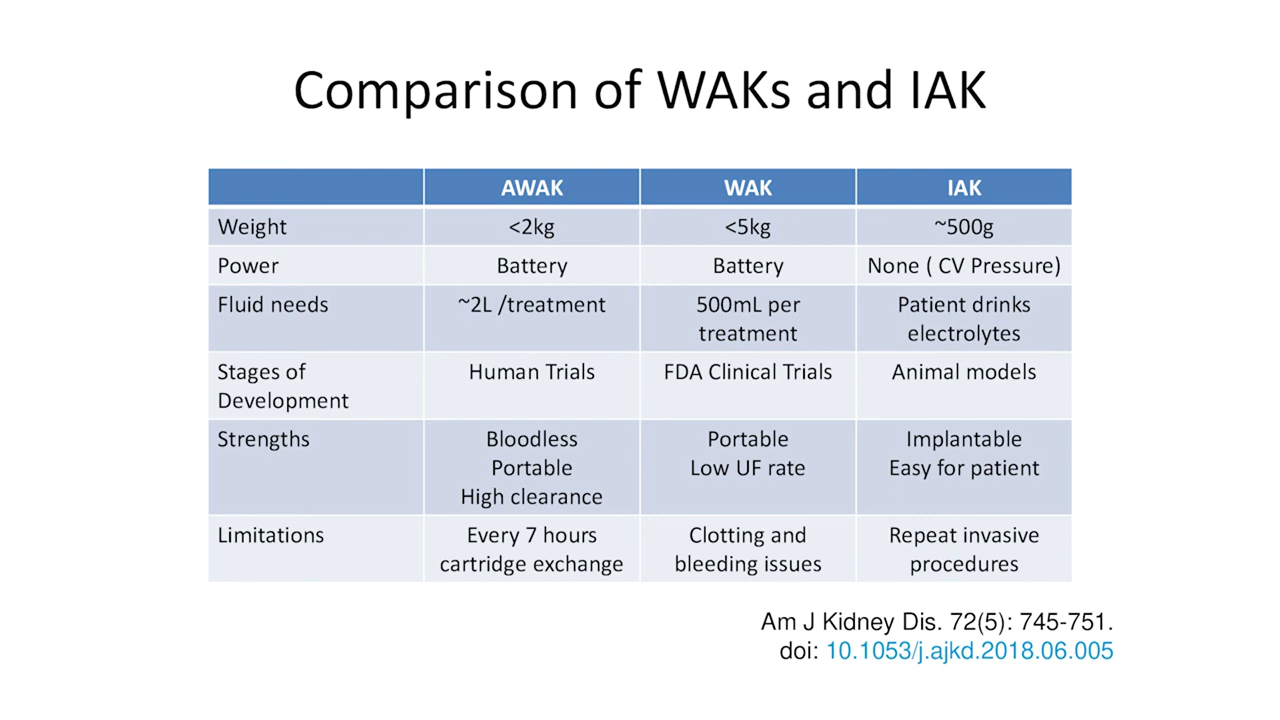 Comparison of WAKs and IAK
AWAK WAK IAK
Weight <2kg <5kg ~500g
Power Battery Battery None ( CV Pressure)
Fluid needs ~2L /treatment 500mL per treatment Patient drinks electrolytes
Stages of Development Human Trials FDA Clinical Trials Animal models
Strengths Bloodless Portable High clearance Portable Low UF rate Implantable Easy for patient
Limitations Every 7 hours cartridge exchange Clotting and bleeding issues Repeat invasive procedures
Am J Kidney Dis. 72(5): 745-751.
doi: 10.1053/j.ajkd.2018.06.005